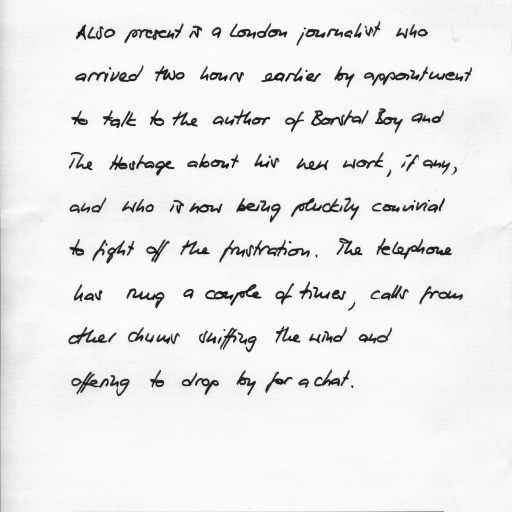 Also present is a London journalist who
arrived two hours earlier by appointment
to talk to the author of Borstal Boy and
The Hostage about his new work, if any,
and who is now being pluckily convivial
to fight off the frustration. The telephone
has rung a couple of times, calls from
other chums sniffing the wind and
offering to drop by for a chat.